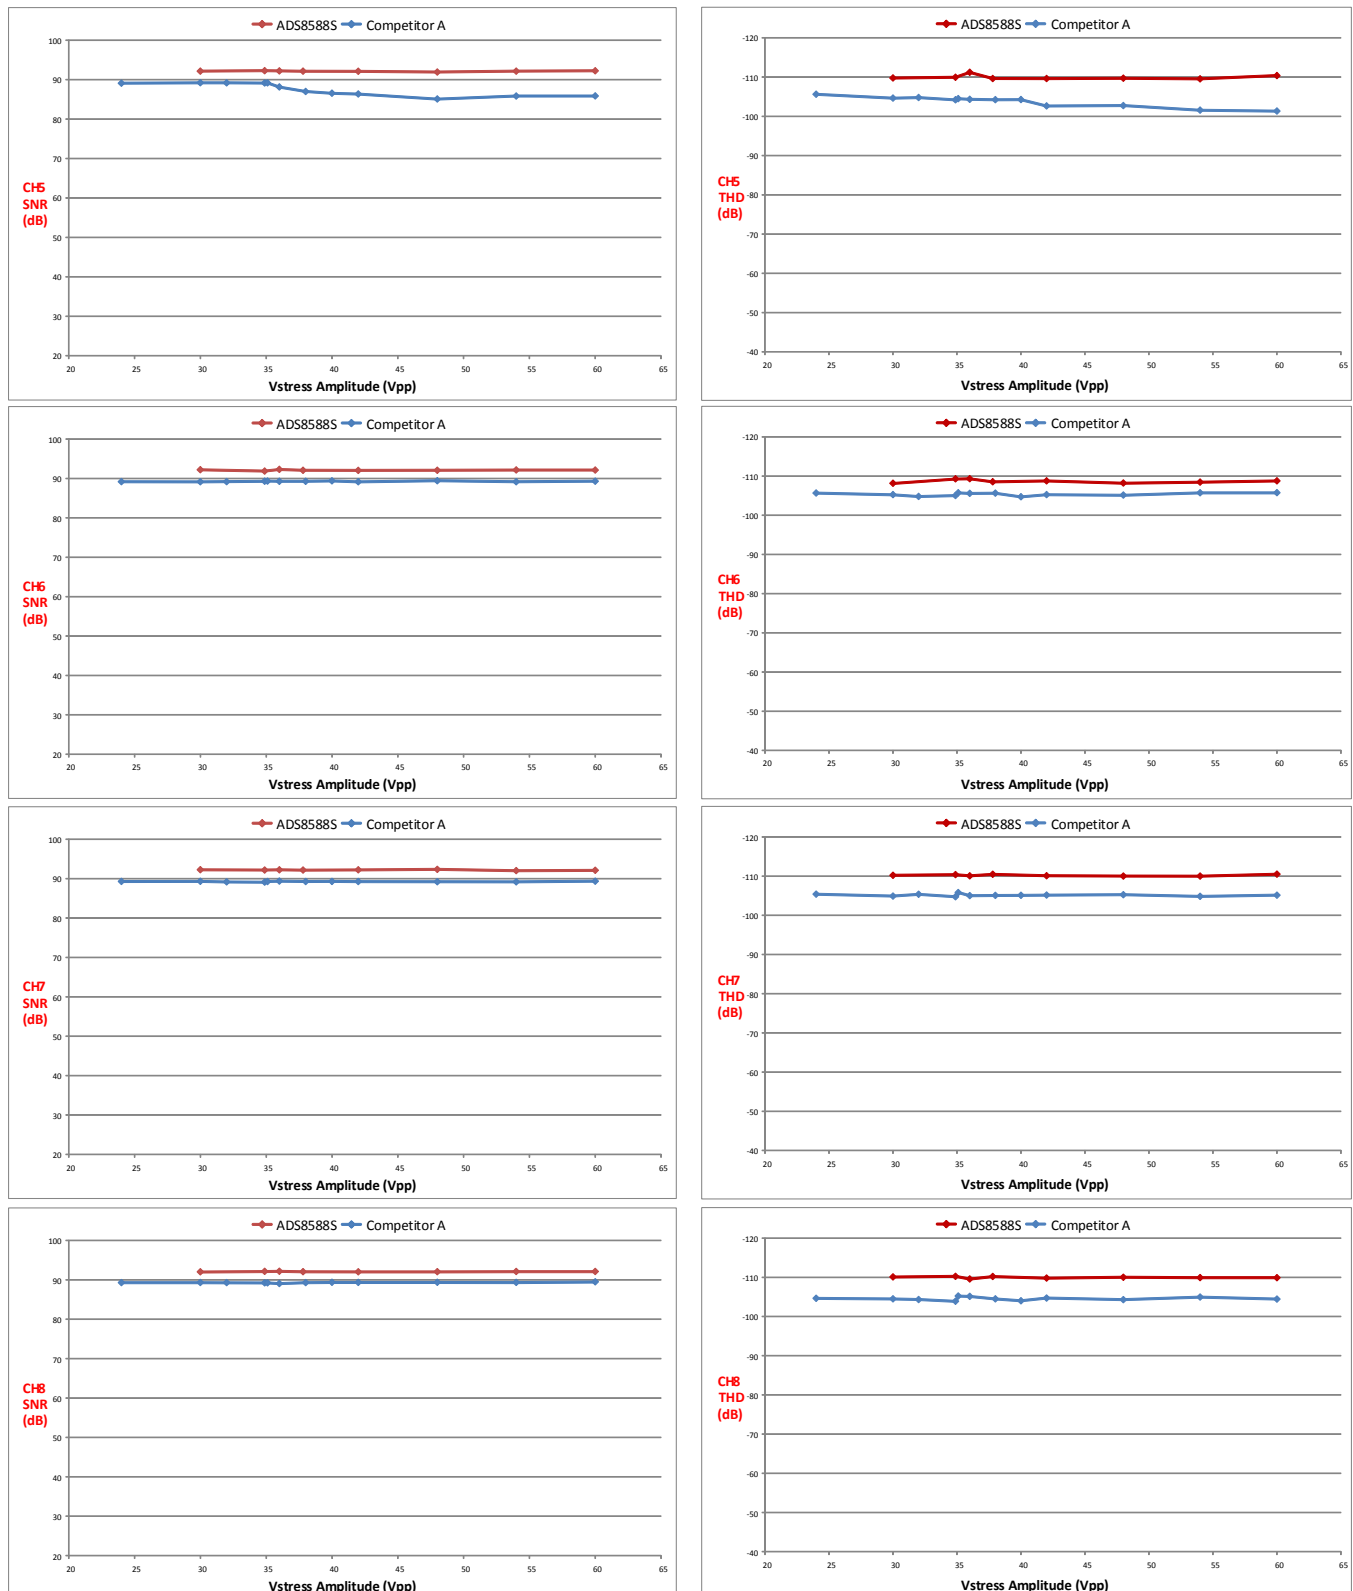 ADS8588S Competitor A
100
90
80
70
60
50
40
30
20
CH5
SNR
(dB)
20 25 30 35 40 45 50 55 60 65
Vstress Amplitude (Vpp)
ADS8588S Competitor A
-120
-110
-100
-90
-80
-70
-60
-50
-40
CH5
THD
(dB)
20 25 30 35 40 45 50 55 60 65
Vstress Amplitude (Vpp)
ADS8588S Competitor A
100
90
80
70
60
50
40
30
20
CH6
SNR
(dB)
20 25 30 35 40 45 50 55 60 65
Vstress Amplitude (Vpp)
ADS8588S Competitor A
-120
-110
-100
-90
-80
-70
-60
-50
-40
CH6
THD
(dB)
20 25 30 35 40 45 50 55 60 65
Vstress Amplitude (Vpp)
ADS8588S Competitor A
100
90
80
70
60
50
40
30
20
CH7
SNR
(dB)
20 25 30 35 40 45 50 55 60 65
Vstress Amplitude (Vpp)
ADS8588S Competitor A
-120
-110
-100
-90
-80
-70
-60
-50
-40
CH7
THD
(dB)
20 25 30 35 40 45 50 55 60 65
Vstress Amplitude (Vpp)
ADS8588S Competitor A
100
90
80
70
60
50
40
30
20
CH8
SNR
(dB)
20 25 30 35 40 45 50 55 60 65
Vstress Amplitude (Vpp)
ADS8588S Competitor A
-120
-110
-100
-90
-80
-70
-60
-50
-40
CH8
THD
(dB)
20 25 30 35 40 45 50 55 60 65
Vstress Amplitude (Vpp)